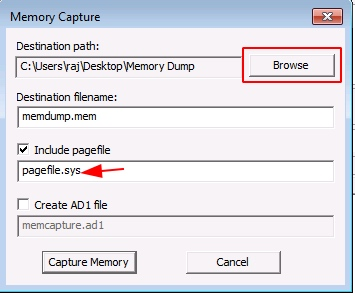 Memory Capture
Destination path:
C:\Users\raj\Desktop\Memory Dump
Browse
Destination filename:
memdump.mem
Include pagefile
pagefile.sys
Create AD1 file
memcapture.ad1
Capture Memory
Cancel